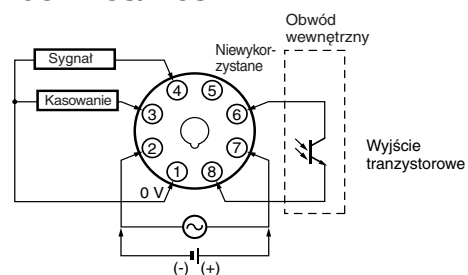 Obwód
wewnętrzny
Sygnał
Niewykor-
zystane
Kasowanie
4
5
3
6
2
7
1
8
Wyjście
tranzystorowe
0 V
(-) (+)